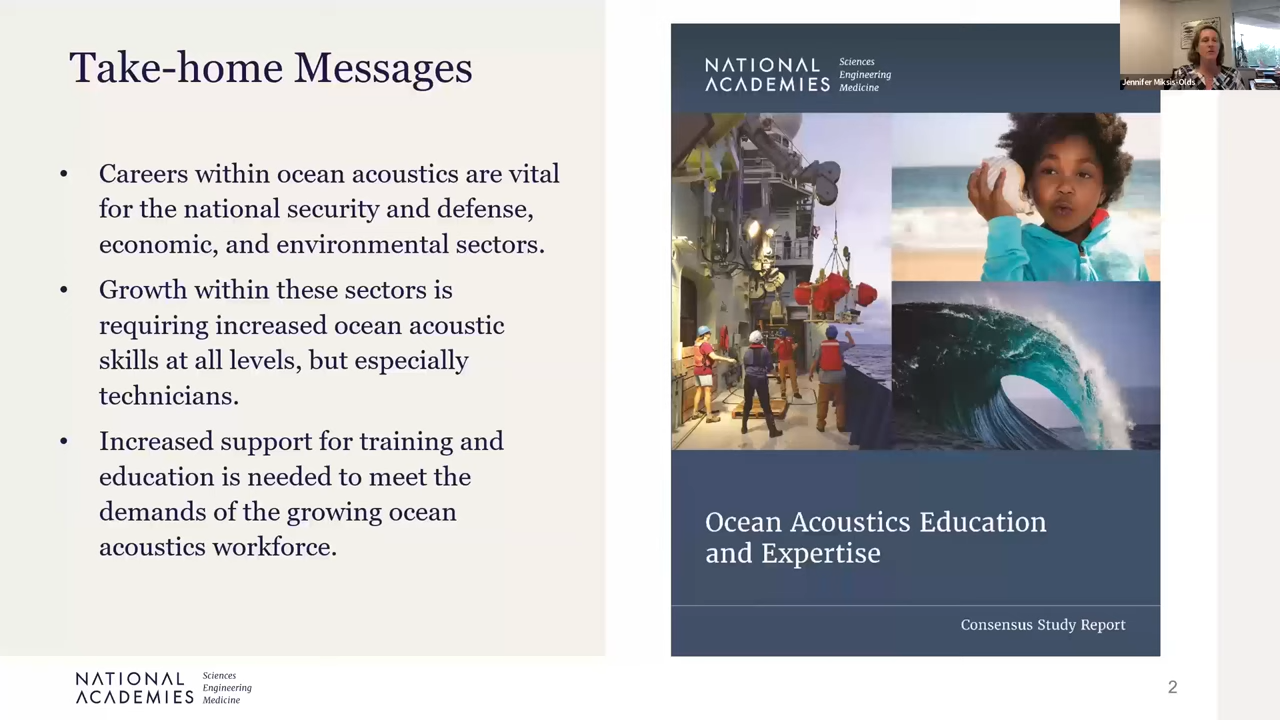 Take-home Messages
• Careers within ocean acoustics are vital
for the national security and defense,
economic, and environmental sectors.
• Growth within these sectors is
requiring increased ocean acoustic
skills at all levels, but especially
technicians.
• Increased support for training and
education is needed to meet the
demands of the growing ocean
acoustics workforce.
NATIONAL
ACADEMIES
Sciences
Engineering
Medicine
Ocean Acoustics Education
and Expertise
Consensus Study Report
Jennifer Miksis-Olds
NATIONAL
ACADEMIES
Sciences
Engineering
Medicine
2